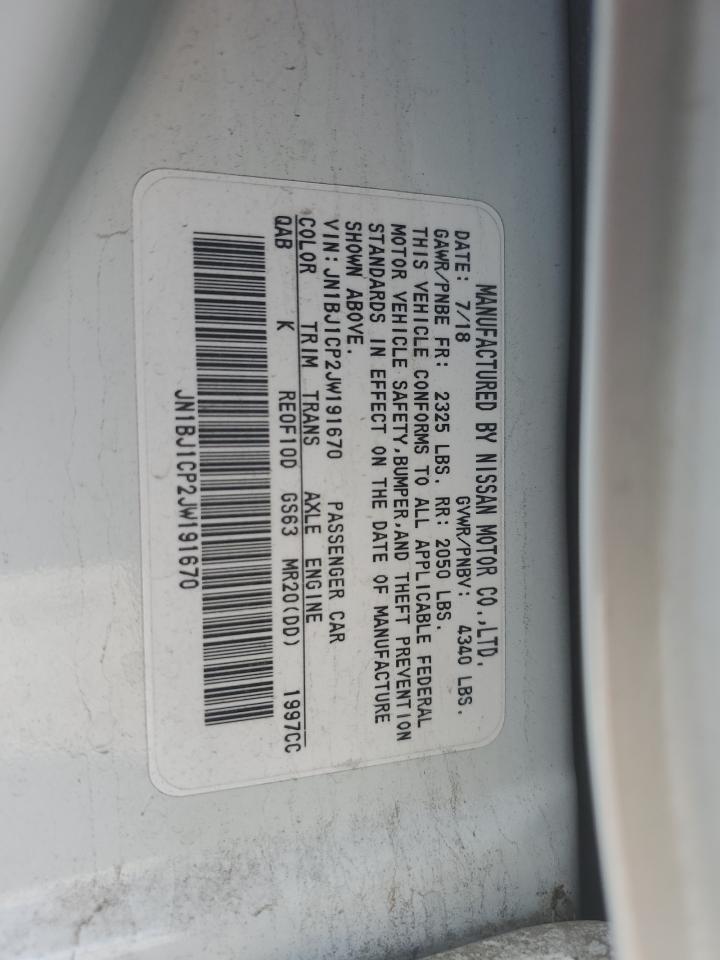 MANUFACTURED BY NISSAN MOTOR CO.,LTD.
DATE: 7/18 GVWR/PNBV: 4340 LBS.
GAWR/PNBE FR: 2325 LBS. RR: 2050 LBS.
THIS VEHICLE CONFORMS TO ALL APPLICABLE FEDERAL
MOTOR VEHICLE SAFETY,BUMPER,AND THEFT PREVENTION
STANDARDS IN EFFECT ON THE DATE OF MANUFACTURE
SHOWN ABOVE.
VIN:JN1BJ1CP2JW191670 PASSENGER CAR
COLOR TRIM TRANS AXLE ENGINE
QAB K RE0F10D GS63 MR20(DD) 1997CC
JN1BJ1CP2JW191670